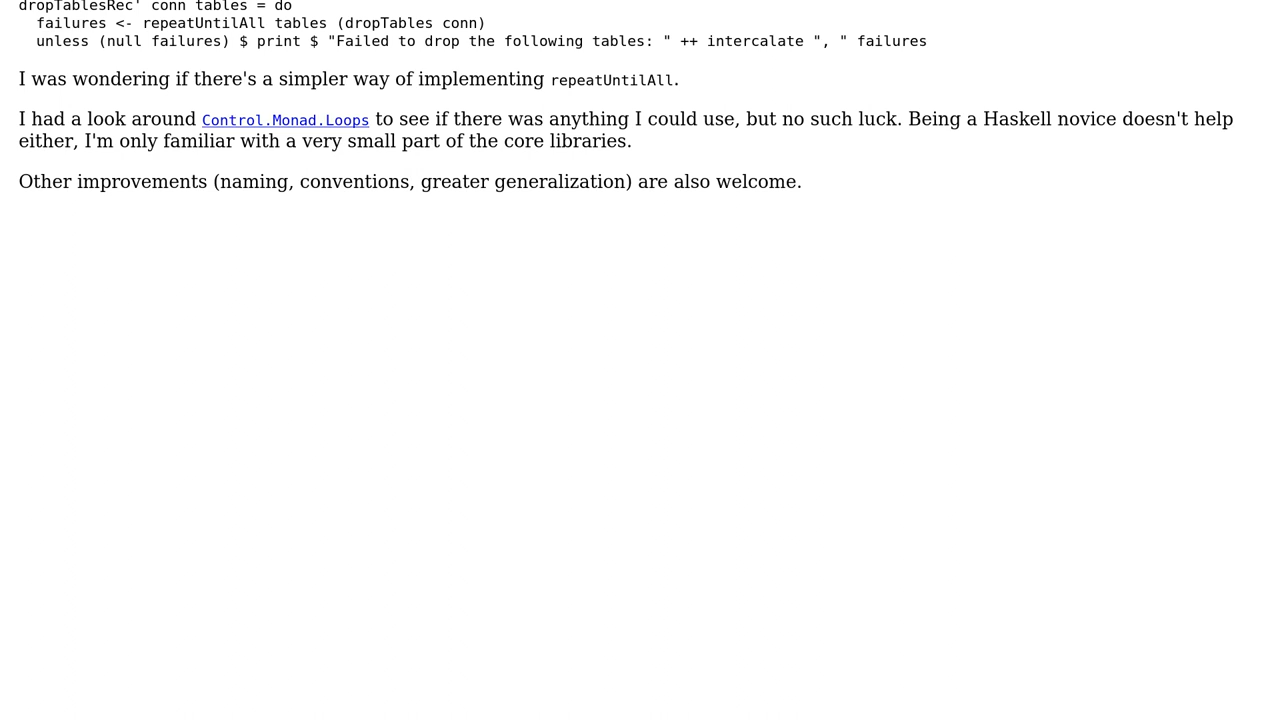 dropTablesRec' conn tables = do
  failures <- repeatUntilAll tables (dropTables conn)
  unless (null failures) $ print $ "Failed to drop the following tables: " ++ intercalate ", " failures
I was wondering if there's a simpler way of implementing repeatUntilAll.
I had a look around Control.Monad.Loops to see if there was anything I could use, but no such luck. Being a Haskell novice doesn't help
either, I'm only familiar with a very small part of the core libraries.
Other improvements (naming, conventions, greater generalization) are also welcome.